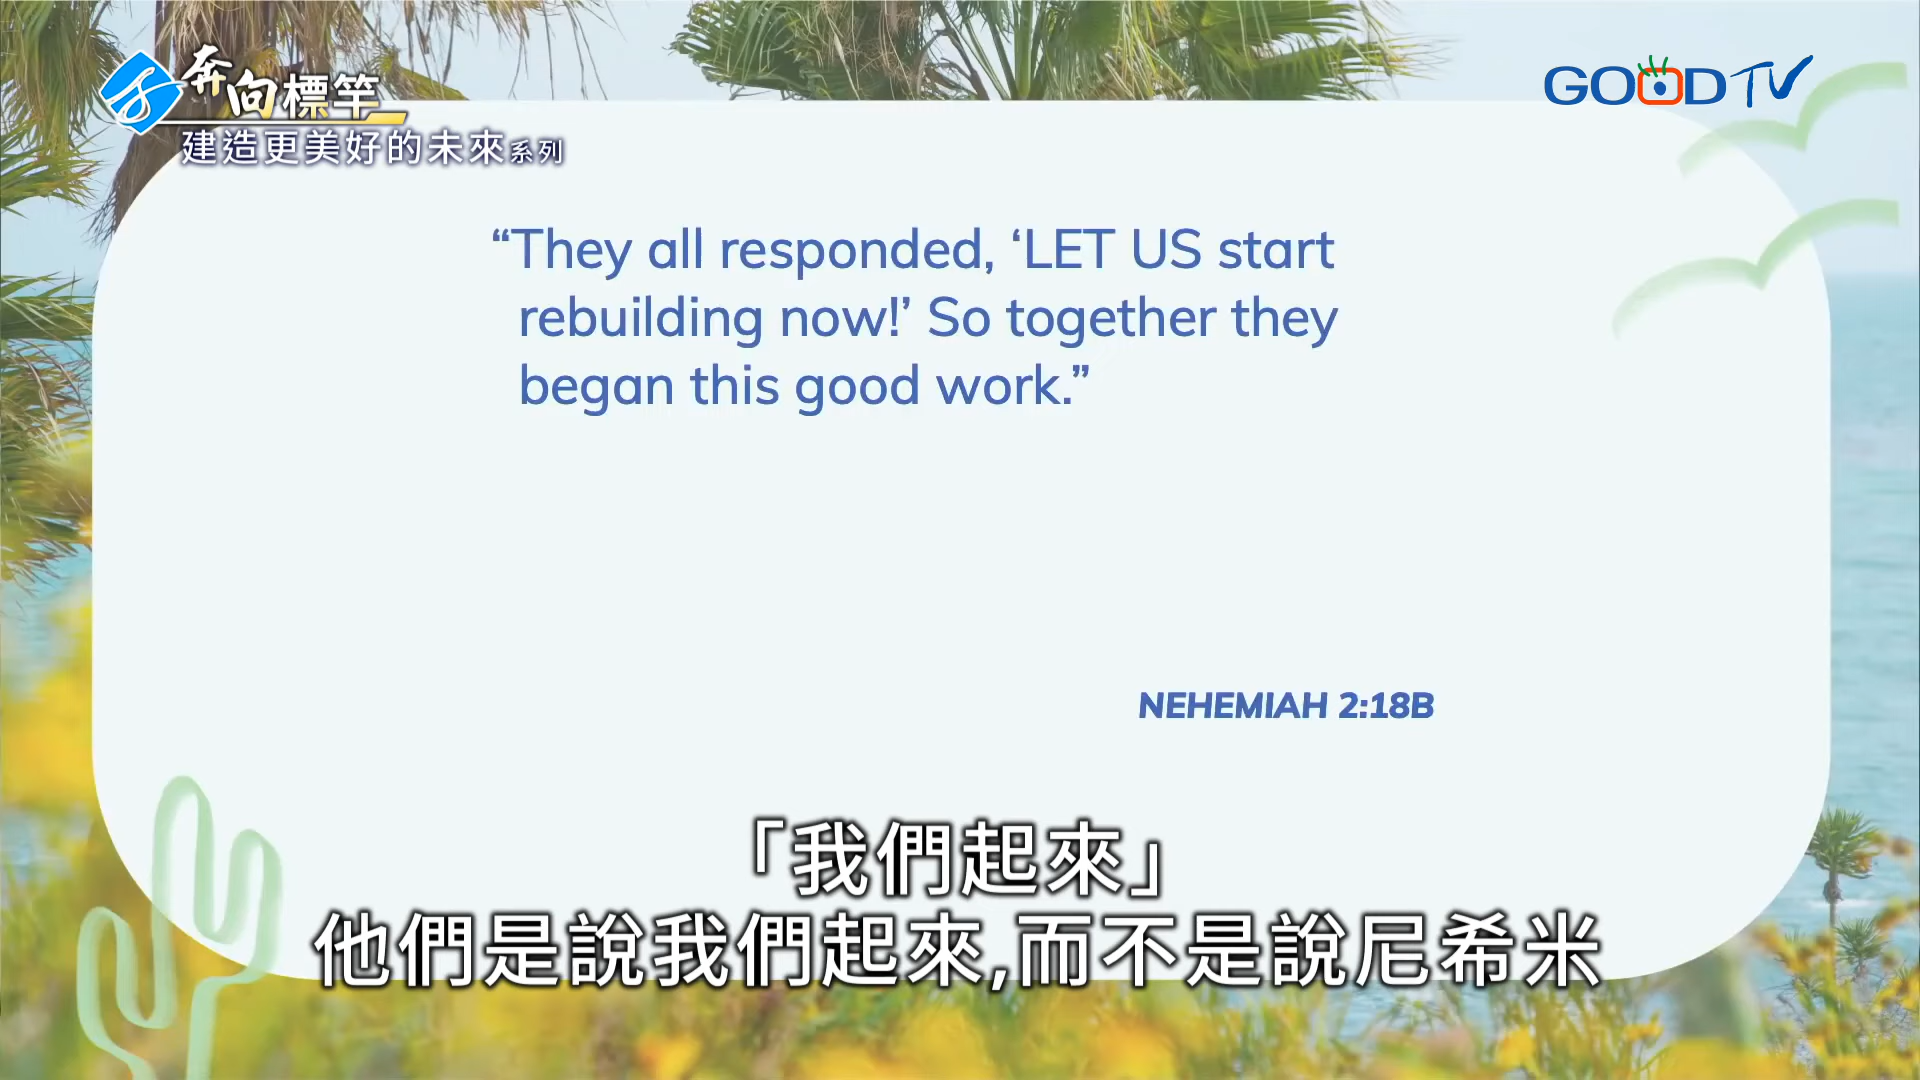 奔向標竿
GOOD TV
建造更美好的未來系列
“They all responded, ‘LET US start
rebuilding now!’ So together they
began this good work.”
NEHEMIAH 2:18B
「我們起來」
他們是說我們起來,而不是說尼希米